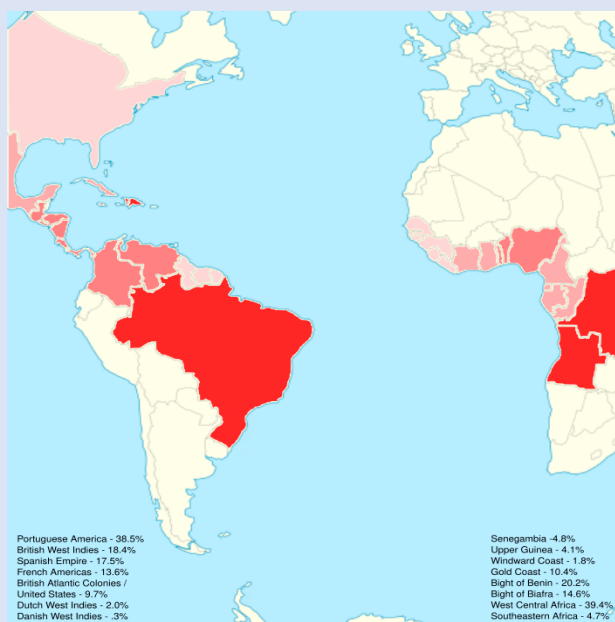 Portuguese America - 38.5%
British West Indies - 18.4%
Spanish Empire - 17.5%
French Americas - 13.6%
British Atlantic Colonies /
United States - 9.7%
Dutch West Indies - 2.0%
Danish West Indies - .3%
Senegambia -4.8%
Upper Guinea - 4.1%
Windward Coast - 1.8%
Gold Coast - 10.4%
Bight of Benin - 20.2%
Bight of Biafra - 14.6%
West Central Africa - 39.4%
Southeastern Africa - 4.7%